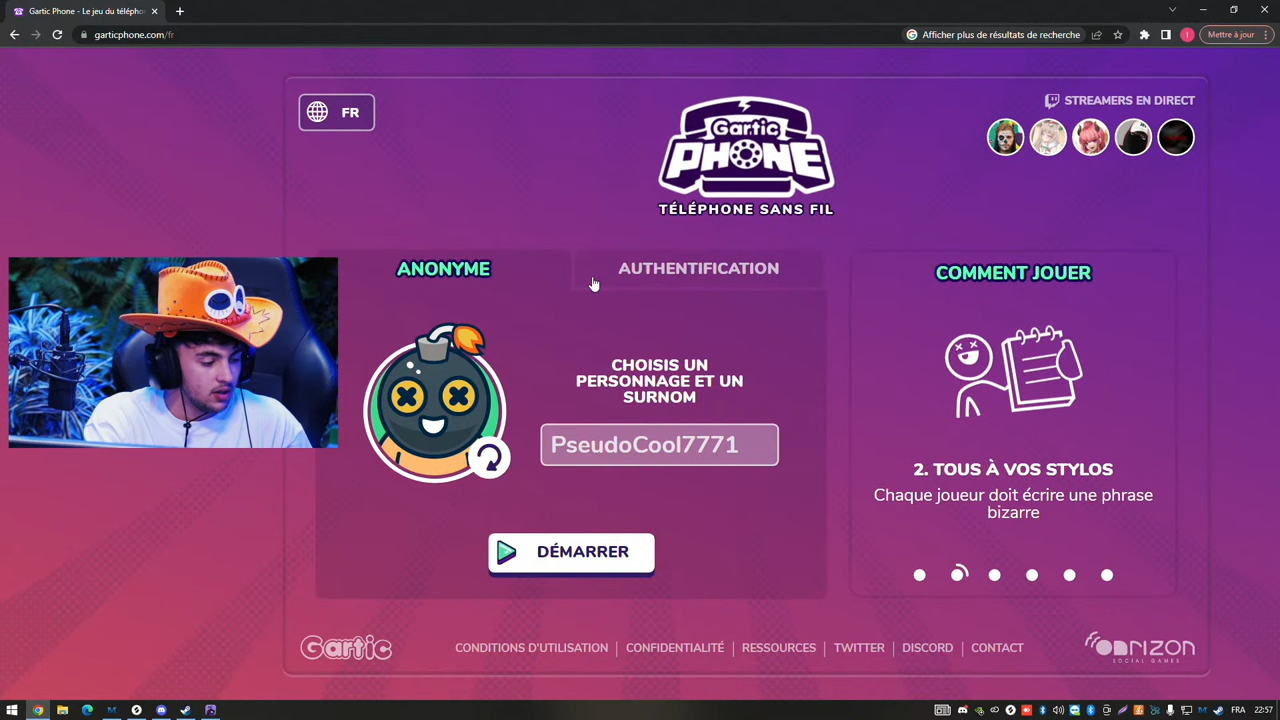 Gartic Phone - Le jeu du télépho
garticphone.com/fr
Afficher plus de résultats de recherche
I
Mettre à jour
FR
Gartic
PHONE
TÉLÉPHONE SANS FIL
STREAMERS EN DIRECT
ANONYME
AUTHENTIFICATION
COMMENT JOUER
CHOISIS UN
PERSONNAGE ET UN
SURNOM
PseudoCool7771
DÉMARRER
2. TOUS À VOS STYLOS
Chaque joueur doit écrire une phrase
bizarre
Gartic
CONDITIONS D'UTILISATION | CONFIDENTIALITÉ | RESSOURCES | TWITTER | DISCORD | CONTACT
ONRIZON
SOCIAL GAMES
FRA
22:57